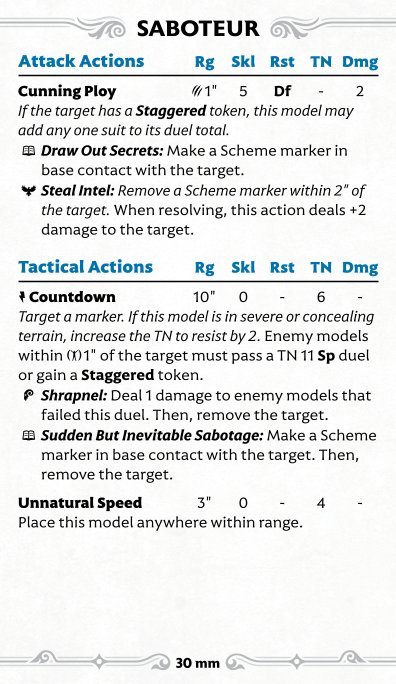 SABOTEUR
Attack Actions Rg Skl Rst TN Dmg
Cunning Ploy 1" 5 Df - 2
If the target has a Staggered token, this model may
add any one suit to its duel total.
Draw Out Secrets: Make a Scheme marker in
base contact with the target.
Steal Intel: Remove a Scheme marker within 2" of
the target. When resolving, this action deals +2
damage to the target.
Tactical Actions Rg Skl Rst TN Dmg
Countdown 10" 0 - 6 -
Target a marker. If this model is in severe or concealing
terrain, increase the TN to resist by 2. Enemy models
within 1" of the target must pass a TN 11 Sp duel
or gain a Staggered token.
Shrapnel: Deal 1 damage to enemy models that
failed this duel. Then, remove the target.
Sudden But Inevitable Sabotage: Make a Scheme
marker in base contact with the target. Then,
remove the target.
Unnatural Speed 3" 0 - 4 -
Place this model anywhere within range.
30 mm